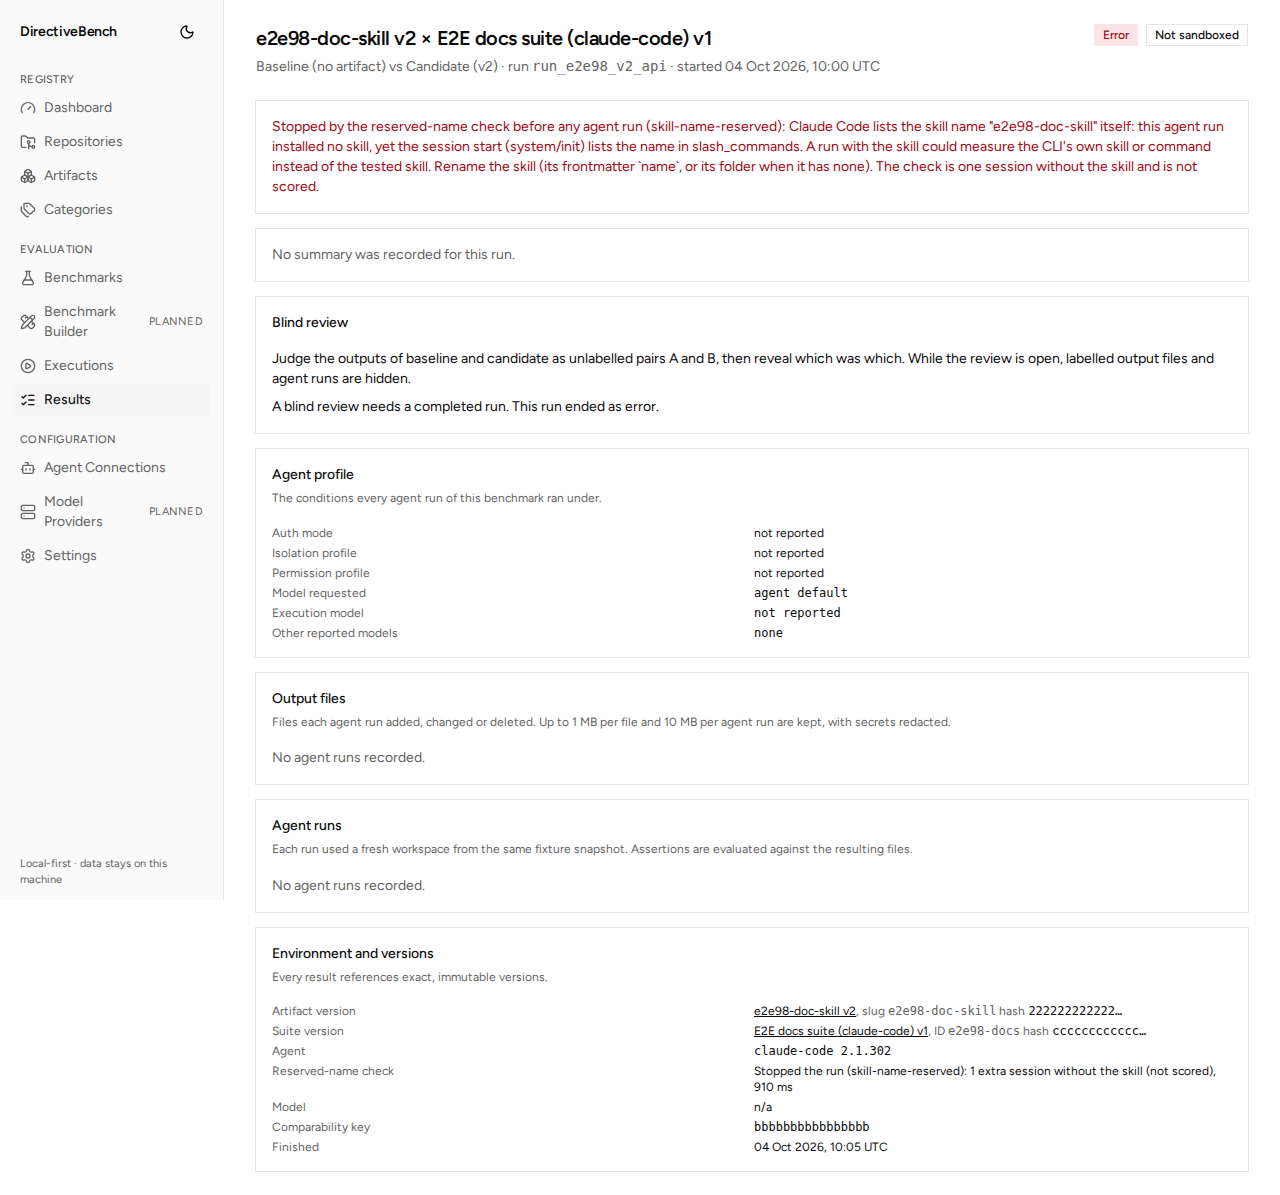 DirectiveBench
REGISTRY
Dashboard
Repositories
Artifacts
Categories
EVALUATION
Benchmarks
Benchmark
Builder
PLANNED
Executions
Results
CONFIGURATION
Agent Connections
Model
Providers
PLANNED
Settings
Local-first · data stays on this
machine
e2e98-doc-skill v2 × E2E docs suite (claude-code) v1
Error
Not sandboxed
Baseline (no artifact) vs Candidate (v2) · run run_e2e98_v2_api · started 04 Oct 2026, 10:00 UTC
Stopped by the reserved-name check before any agent run (skill-name-reserved): Claude Code lists the skill name "e2e98-doc-skill" itself: this agent run
installed no skill, yet the session start (system/init) lists the name in slash_commands. A run with the skill could measure the CLI's own skill or command
instead of the tested skill. Rename the skill (its frontmatter `name`, or its folder when it has none). The check is one session without the skill and is not
scored.
No summary was recorded for this run.
Blind review
Judge the outputs of baseline and candidate as unlabelled pairs A and B, then reveal which was which. While the review is open, labelled output files and
agent runs are hidden.
A blind review needs a completed run. This run ended as error.
Agent profile
The conditions every agent run of this benchmark ran under.
Auth mode not reported
Isolation profile not reported
Permission profile not reported
Model requested agent default
Execution model not reported
Other reported models none
Output files
Files each agent run added, changed or deleted. Up to 1 MB per file and 10 MB per agent run are kept, with secrets redacted.
No agent runs recorded.
Agent runs
Each run used a fresh workspace from the same fixture snapshot. Assertions are evaluated against the resulting files.
No agent runs recorded.
Environment and versions
Every result references exact, immutable versions.
Artifact version e2e98-doc-skill v2, slug e2e98-doc-skill hash 222222222222…
Suite version E2E docs suite (claude-code) v1, ID e2e98-docs hash cccccccccccc…
Agent claude-code 2.1.302
Reserved-name check Stopped the run (skill-name-reserved): 1 extra session without the skill (not scored),
910 ms
Model n/a
Comparability key bbbbbbbbbbbbbbbb
Finished 04 Oct 2026, 10:05 UTC